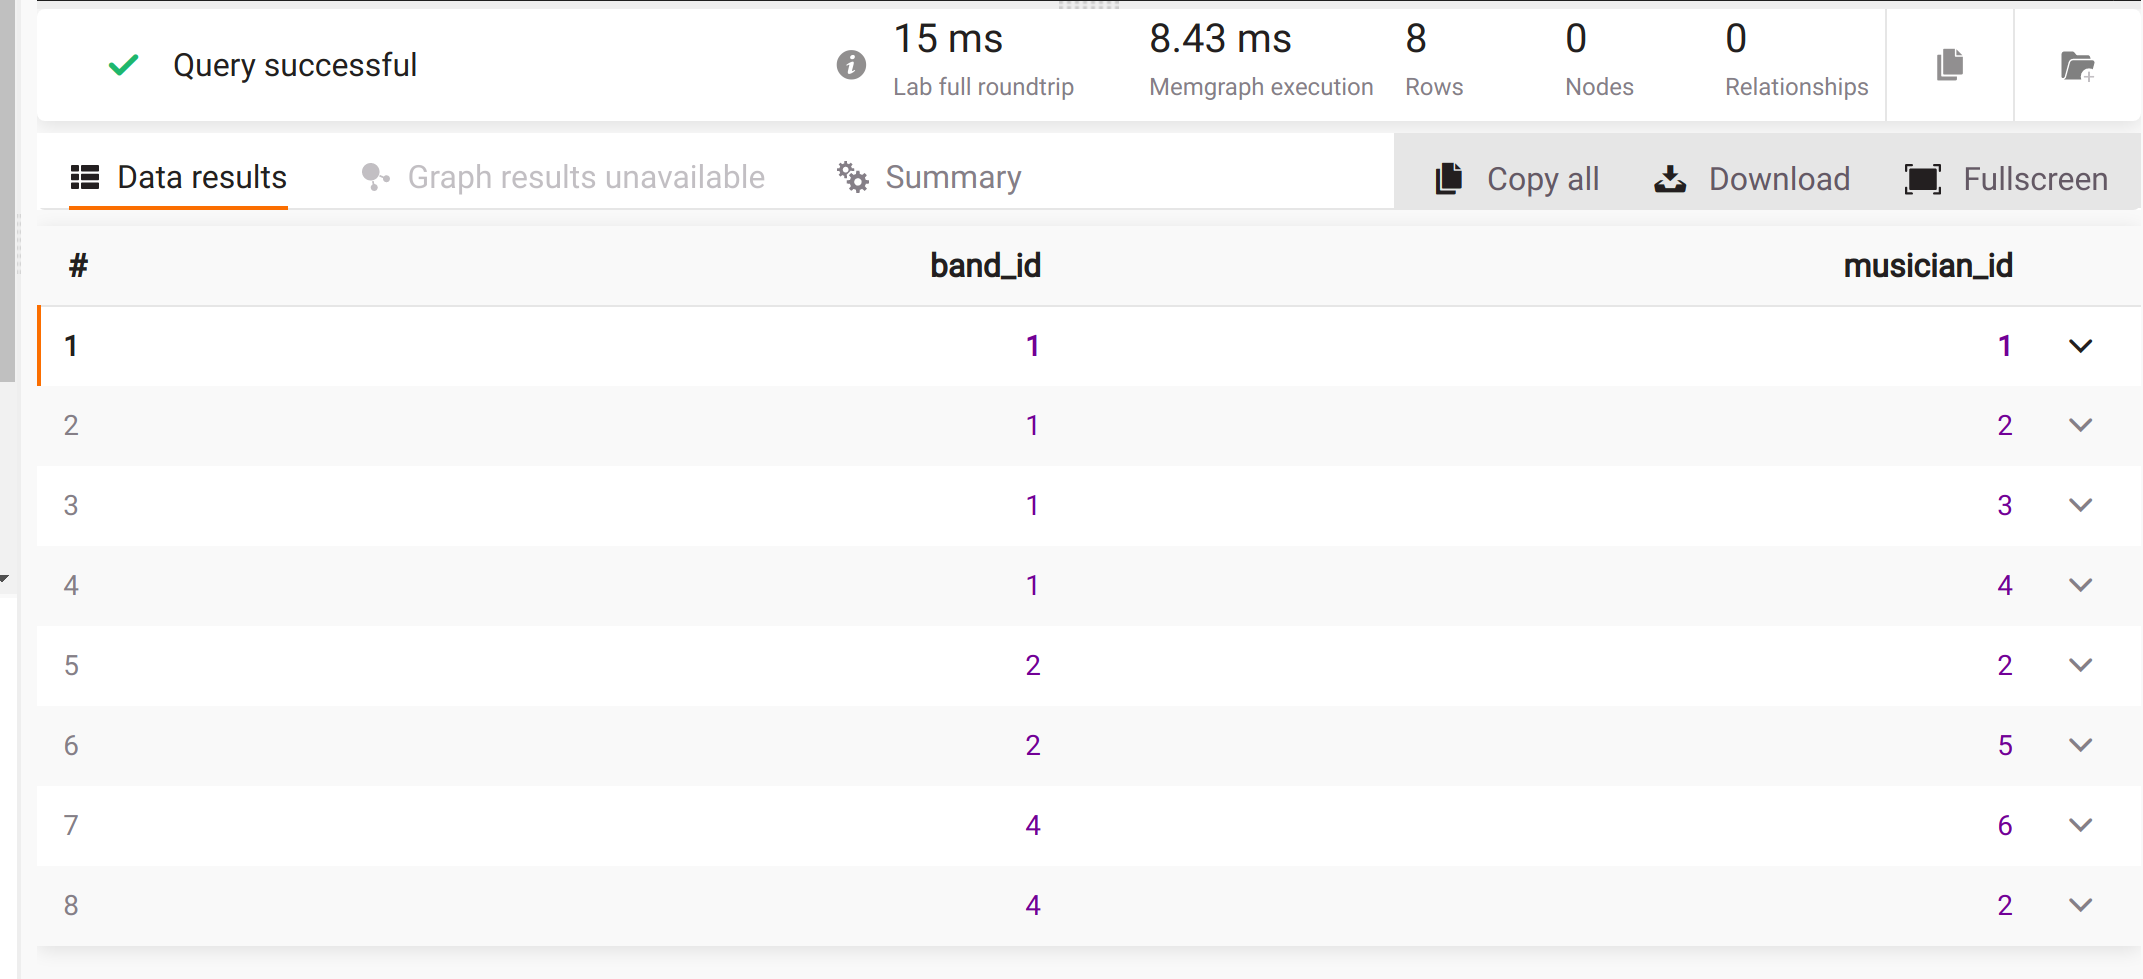 Query successful
15 ms
Lab full roundtrip
8.43 ms
Memgraph execution
8
Rows
0
Nodes
0
Relationships
Data results
Graph results unavailable
Summary
Copy all
Download
Fullscreen
# band_id musician_id
1 1 1
2 1 2
3 1 3
4 1 4
5 2 2
6 2 5
7 4 6
8 4 2